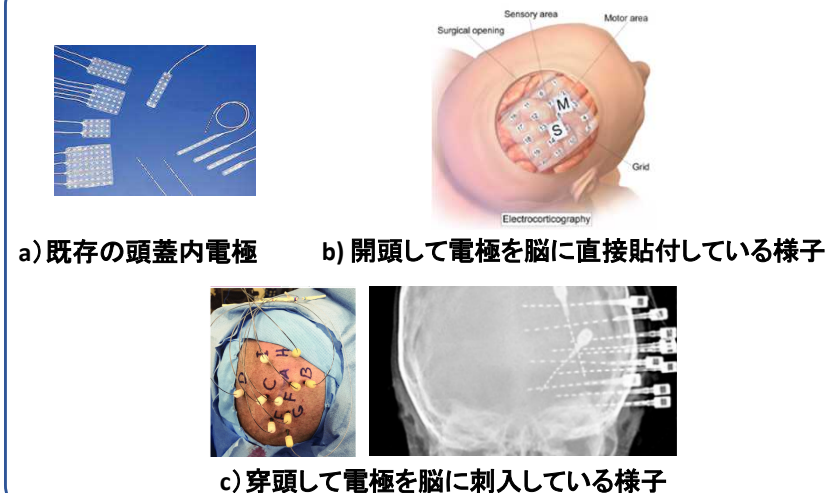 Sensory area
Motor area
Surgical opening
M
S
Grid
Electrocorticography
a）既存の頭蓋内電極
b) 開頭して電極を脳に直接貼付している様子
I
H
D
A
B
C
F
E
G
c）穿頭して電極を脳に刺入している様子